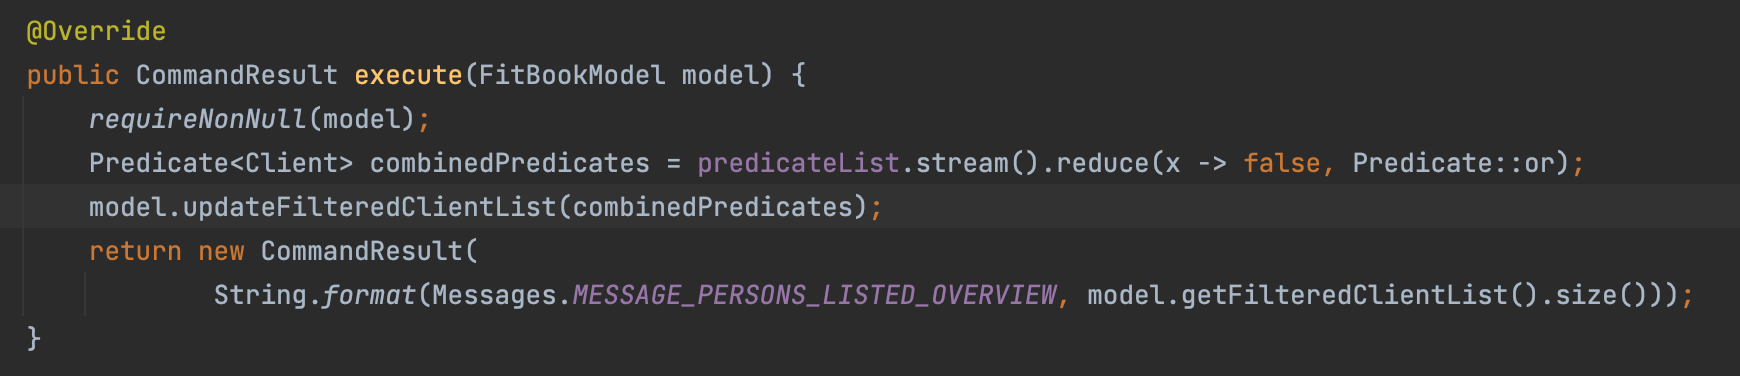 @Override
public CommandResult execute(FitBookModel model) {
requireNonNull(model);
Predicate<Client> combinedPredicates = predicateList.stream().reduce(x -> false, Predicate::or);
model.updateFilteredClientList(combinedPredicates);
return new CommandResult(
String.format(Messages.MESSAGE_PERSONS_LISTED_OVERVIEW, model.getFilteredClientList().size()));
}